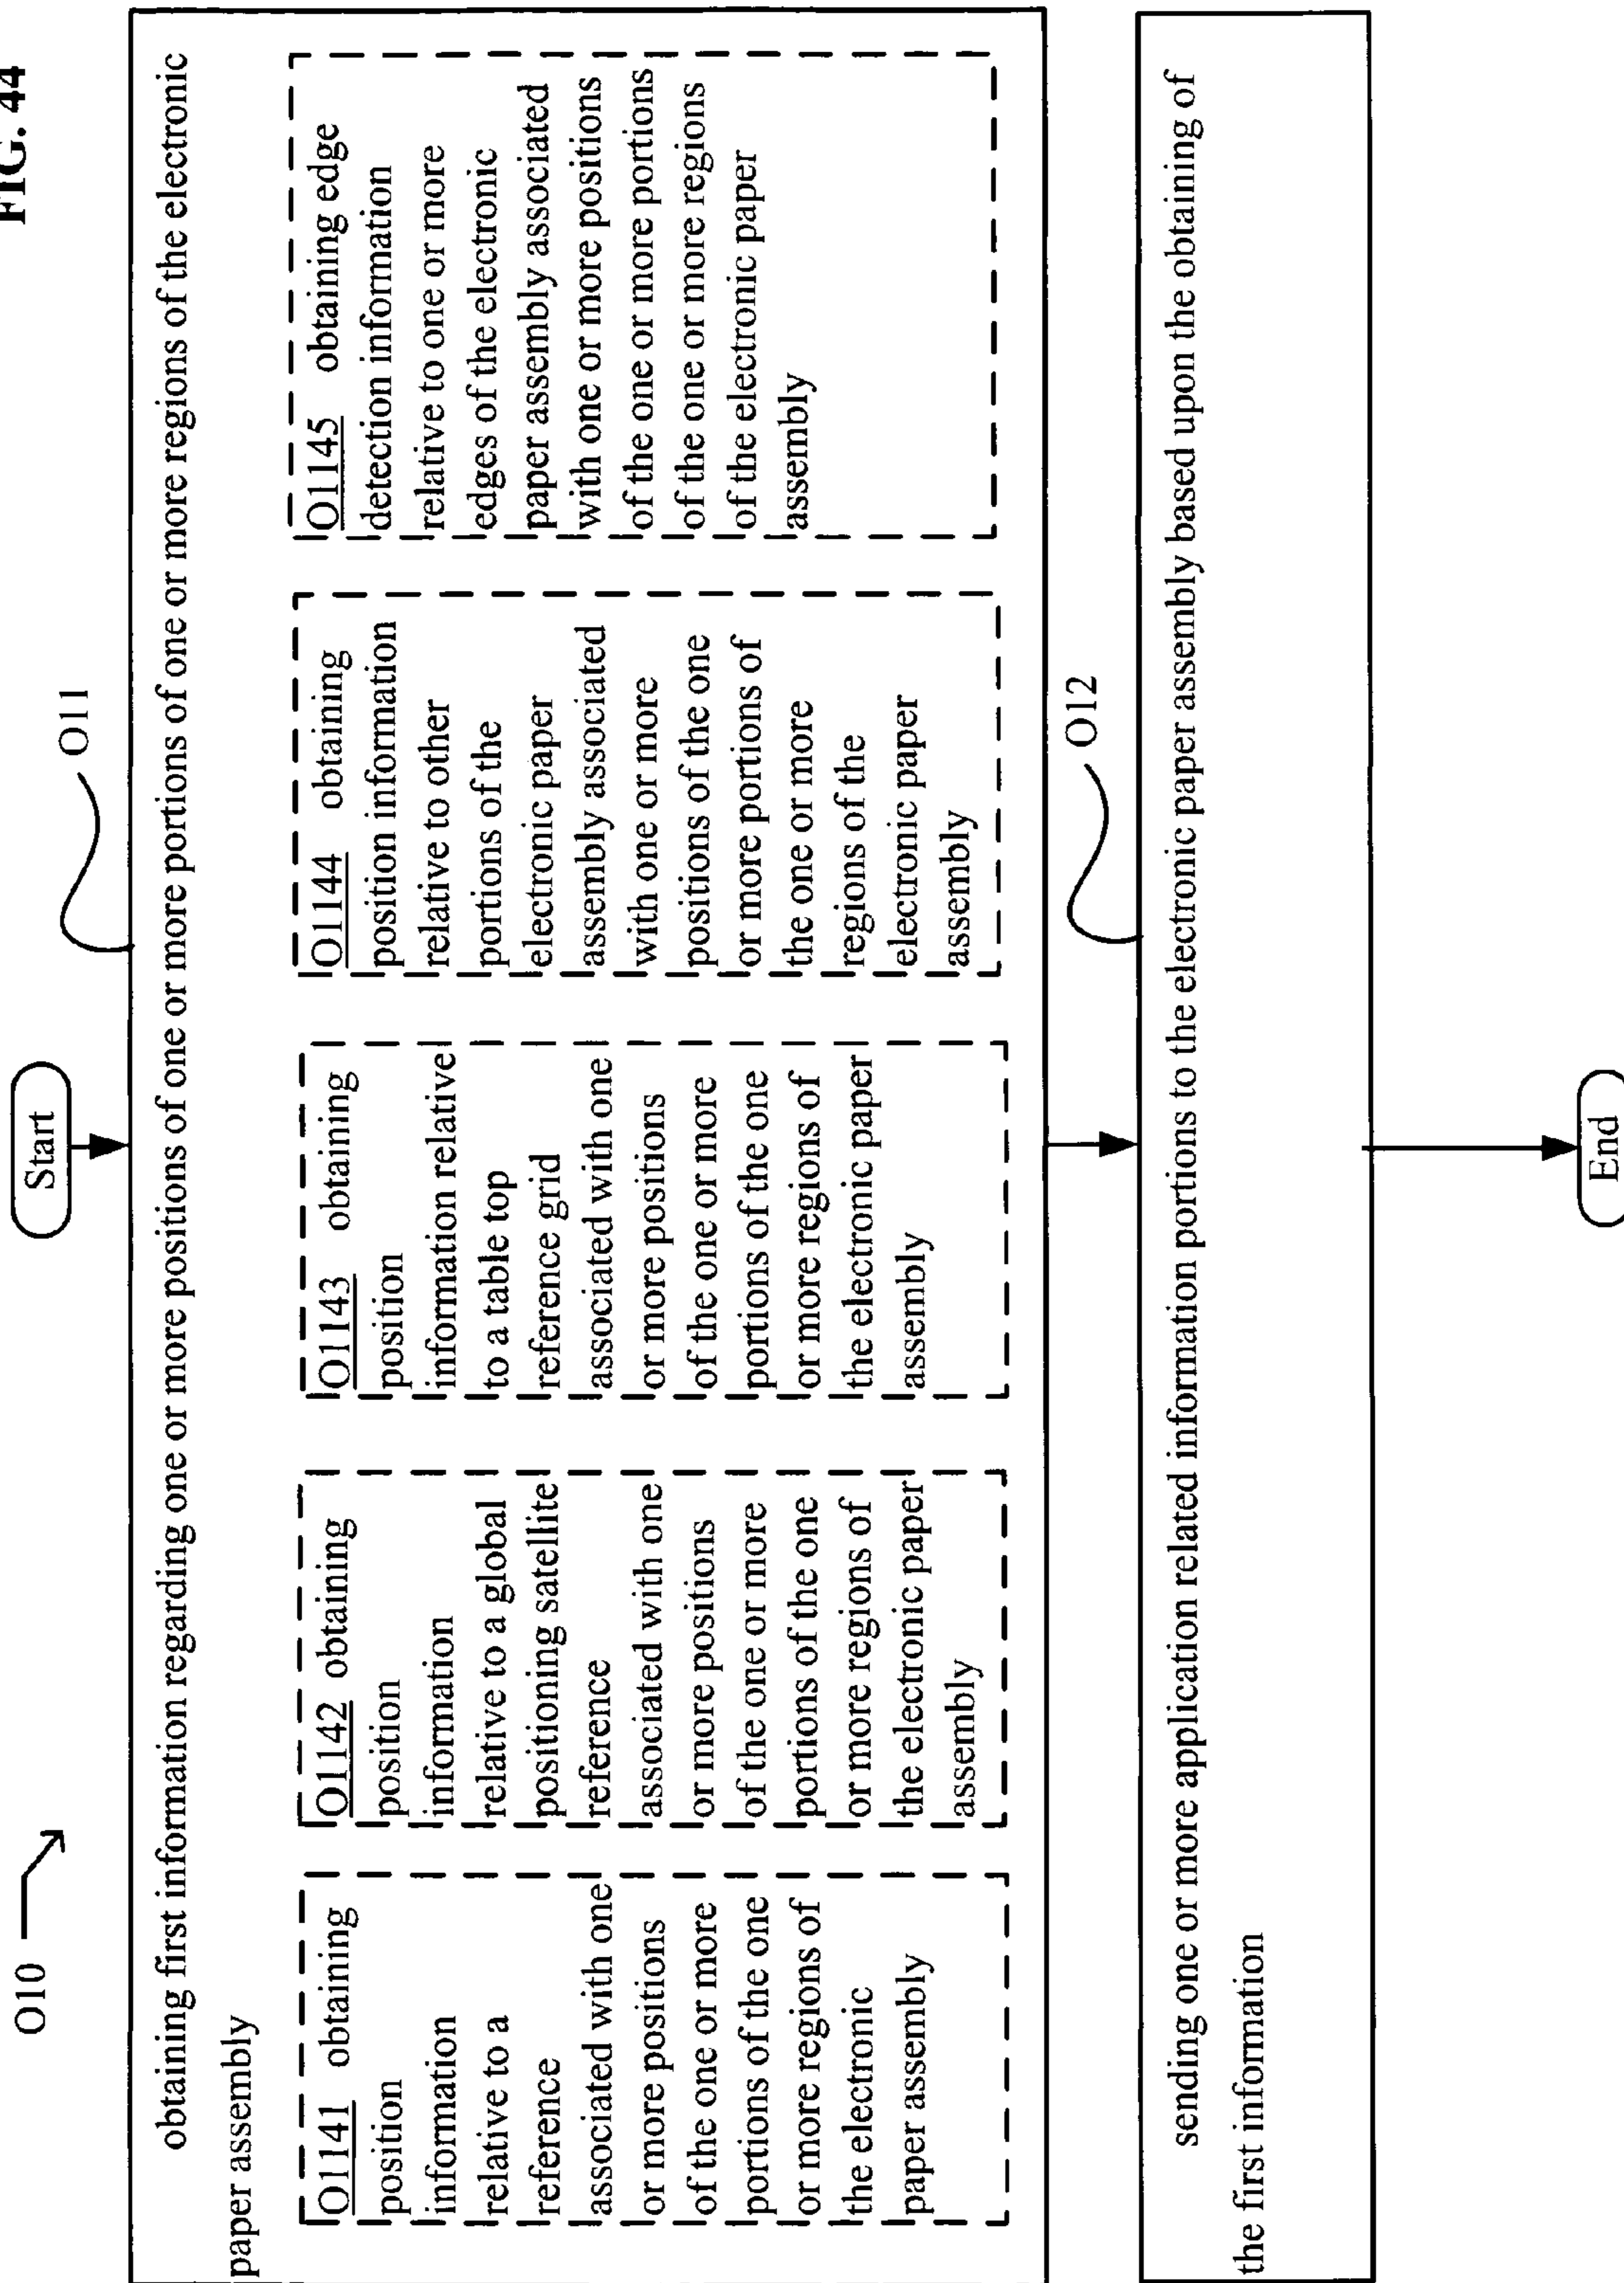 FIG. 44
O10
Start
O11
obtaining first information regarding one or more positions of one or more portions of one or more regions of the electronic
paper assembly
O1141 obtaining
position
information
relative to a
reference
associated with one
or more positions
of the one or more
portions of the one
or more regions of
the electronic
paper assembly
O1142 obtaining
position
information
relative to a global
positioning satellite
reference
associated with one
or more positions
of the one or more
portions of the one
or more regions of
the electronic paper
assembly
O1143 obtaining
position
information relative
to a table top
reference grid
associated with one
or more positions
of the one or more
portions of the one
or more regions of
the electronic paper
assembly
O1144 obtaining
position information
relative to other
portions of the
electronic paper
assembly associated
with one or more
positions of the one
or more portions of
the one or more
regions of the
electronic paper
assembly
O1145 obtaining edge
detection information
relative to one or more
edges of the electronic
paper assembly associated
with one or more positions
of the one or more portions
of the one or more regions
of the electronic paper
assembly
O12
sending one or more application related information portions to the electronic paper assembly based upon the obtaining of
the first information
End